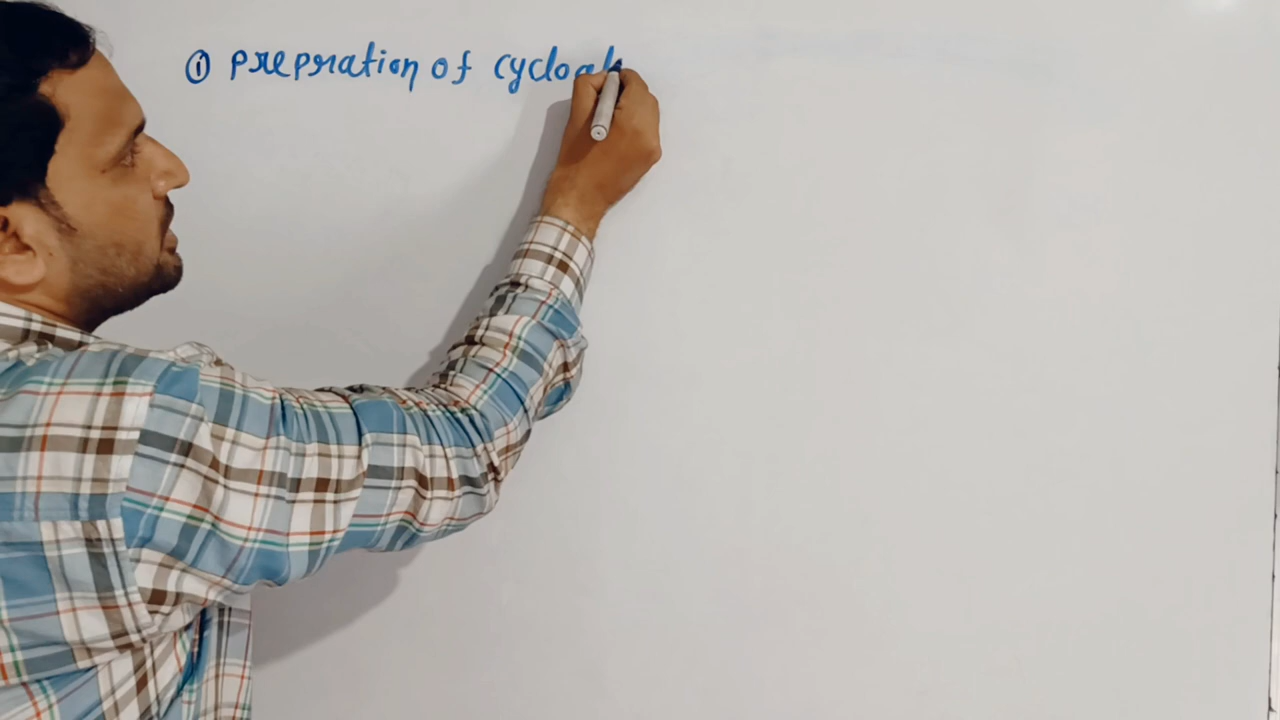 ① prepration of cycloal